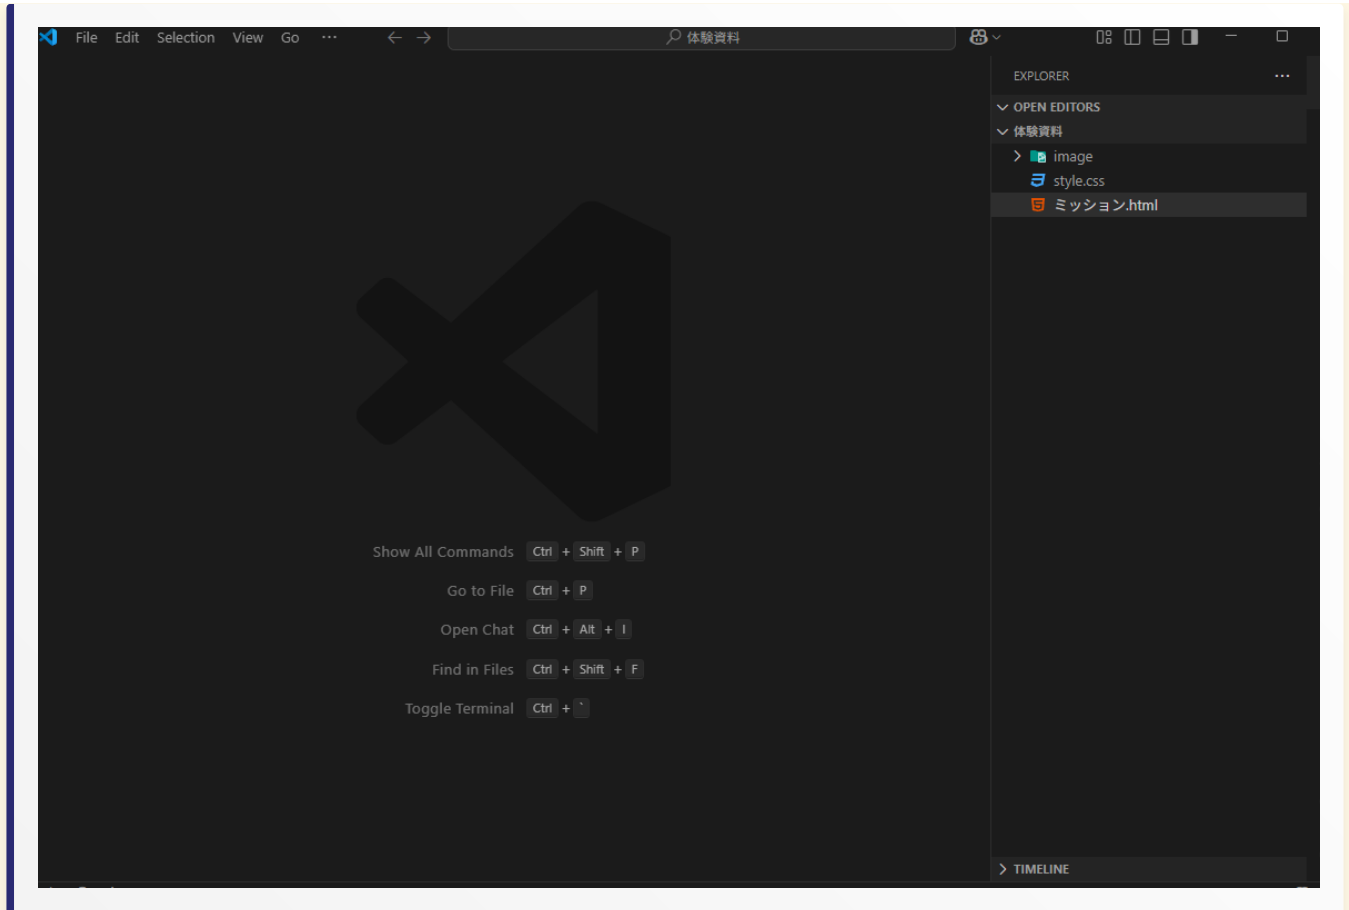 File Edit Selection View Go ··· ← → 体験資料
EXPLORER ···
OPEN EDITORS
体験資料
image
style.css
ミッション.html
Show All Commands Ctrl + Shift + P
Go to File Ctrl + P
Open Chat Ctrl + Alt + I
Find in Files Ctrl + Shift + F
Toggle Terminal Ctrl + `
TIMELINE